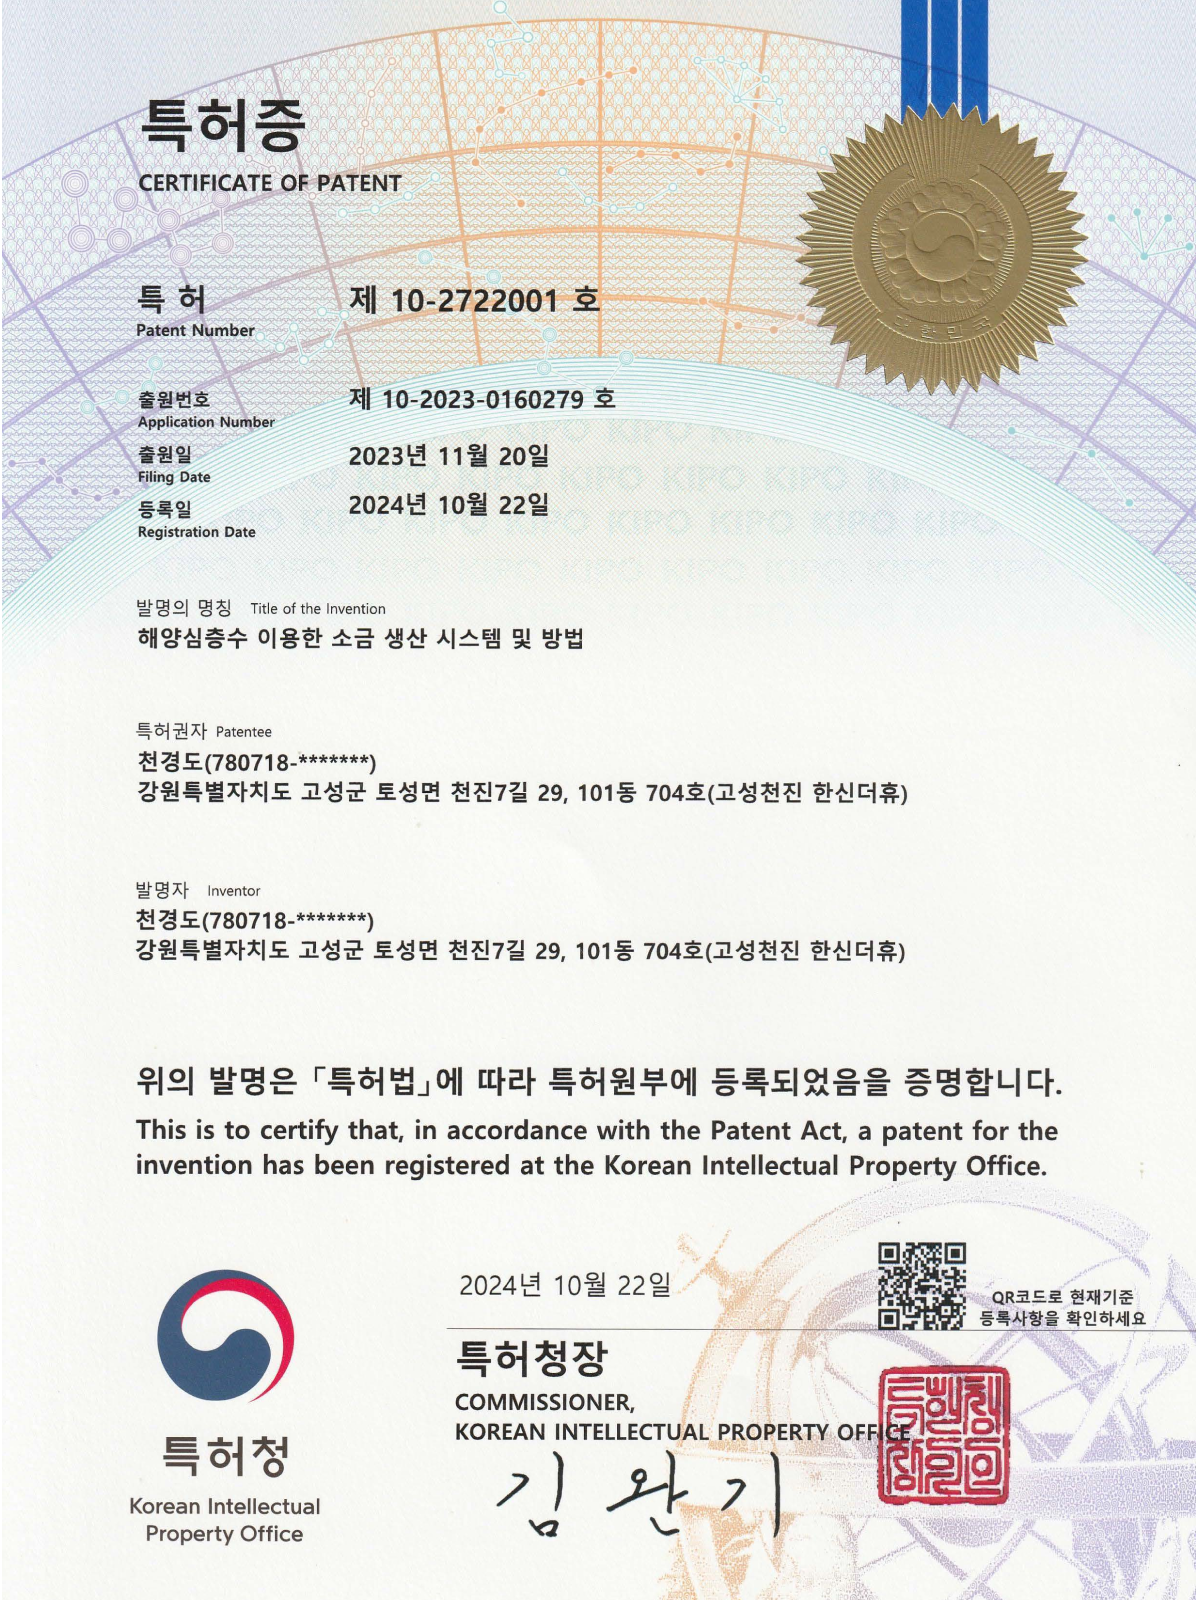 특허증
CERTIFICATE OF PATENT
특 허 제 10-2722001 호
Patent Number
출원번호 제 10-2023-0160279 호
Application Number
출원일 2023년 11월 20일
Filing Date
등록일 2024년 10월 22일
Registration Date
발명의 명칭 Title of the Invention
해양심층수 이용한 소금 생산 시스템 및 방법
특허권자 Patentee
천경도(780718-*******)
강원특별자치도 고성군 토성면 천진7길 29, 101동 704호(고성천진 한신더휴)
발명자 Inventor
천경도(780718-*******)
강원특별자치도 고성군 토성면 천진7길 29, 101동 704호(고성천진 한신더휴)
위의 발명은 「특허법」에 따라 특허원부에 등록되었음을 증명합니다.
This is to certify that, in accordance with the Patent Act, a patent for the
invention has been registered at the Korean Intellectual Property Office.
2024년 10월 22일
QR코드로 현재기준
등록사항을 확인하세요
특허청장
COMMISSIONER,
KOREAN INTELLECTUAL PROPERTY OFFICE
김완기
특허청
Korean Intellectual
Property Office
대한민국